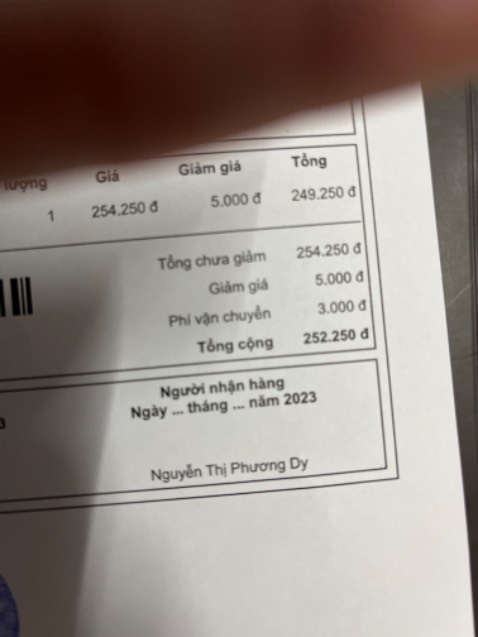 lượng Giá Giảm giá Tổng
1 254.250 đ 5.000 đ 249.250 đ
Tổng chưa giảm 254.250 đ
Giảm giá 5.000 đ
Phí vận chuyển 3.000 đ
Tổng cộng 252.250 đ
Người nhận hàng
3 Ngày ... tháng ... năm 2023
Nguyễn Thị Phương Dy